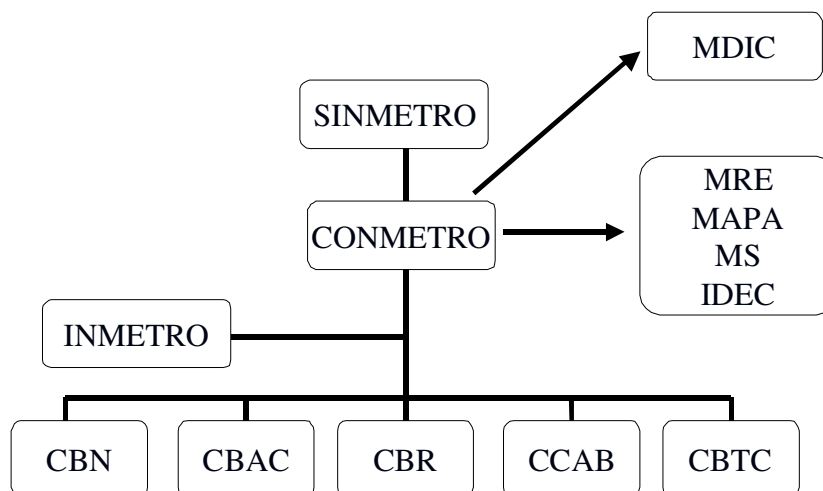 MDIC
SINMETRO
MRE
MAPA
MS
IDEC
CONMETRO
INMETRO
CBN
CBAC
CBR
CCAB
CBTC